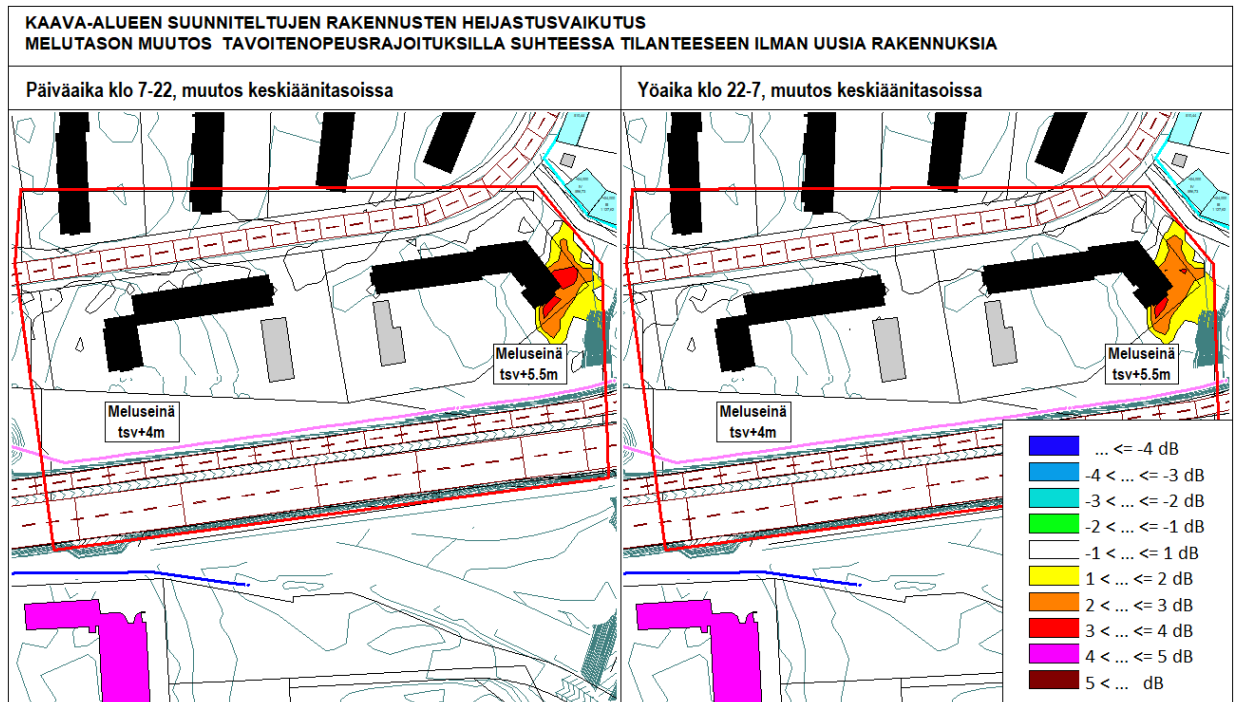 KAAVA-ALUEEN SUUNNITELTUJEN RAKENNUSTEN HEIJASTUSVAIKUTUS
MELUTASON MUUTOS TAVOITENOPEUSRAJOITUKSILLA SUHTEESSA TILANTEESEEN ILMAN UUSIA RAKENNUKSIA
Päiväaika klo 7-22, muutos keskiäänitasoissa
Yöaika klo 22-7, muutos keskiäänitasoissa
Meluseinä
tsv+5.5m
Meluseinä
tsv+4m
Meluseinä
tsv+5.5m
Meluseinä
tsv+4m
... <= -4 dB
-4 < ... <= -3 dB
-3 < ... <= -2 dB
-2 < ... <= -1 dB
-1 < ... <= 1 dB
1 < ... <= 2 dB
2 < ... <= 3 dB
3 < ... <= 4 dB
4 < ... <= 5 dB
5 < ... dB